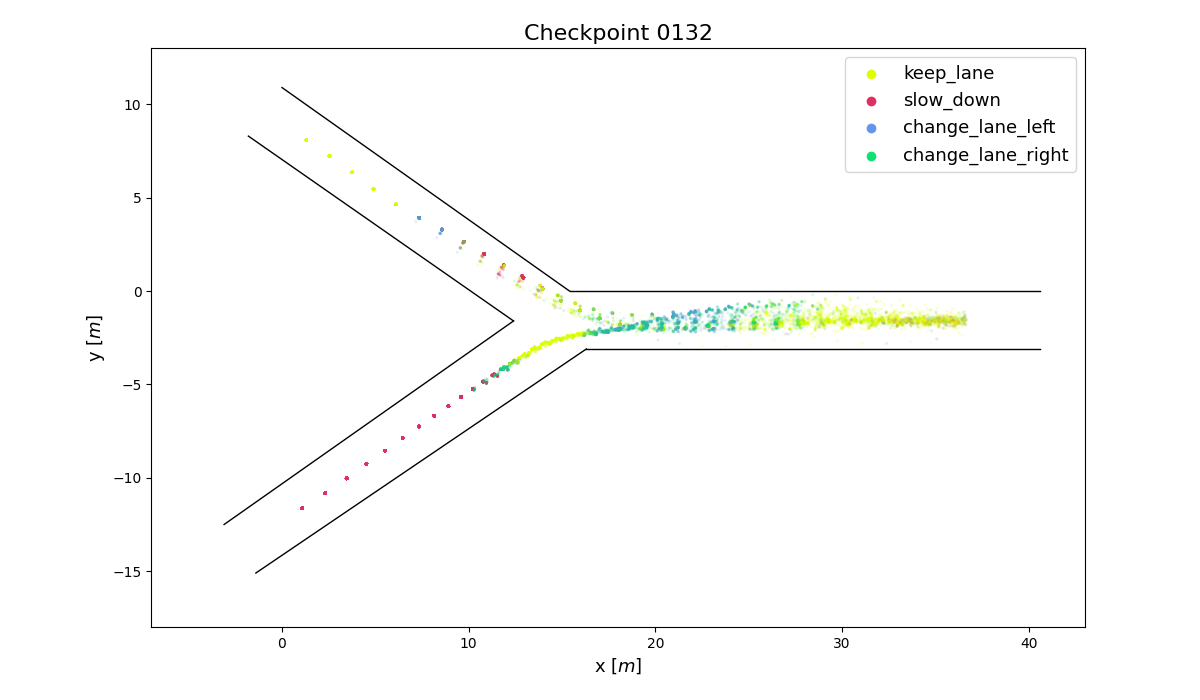 Checkpoint 0132
keep_lane
slow_down
change_lane_left
change_lane_right
10
5
0
−5
−10
−15
y [m]
0
10
20
30
40
x [m]